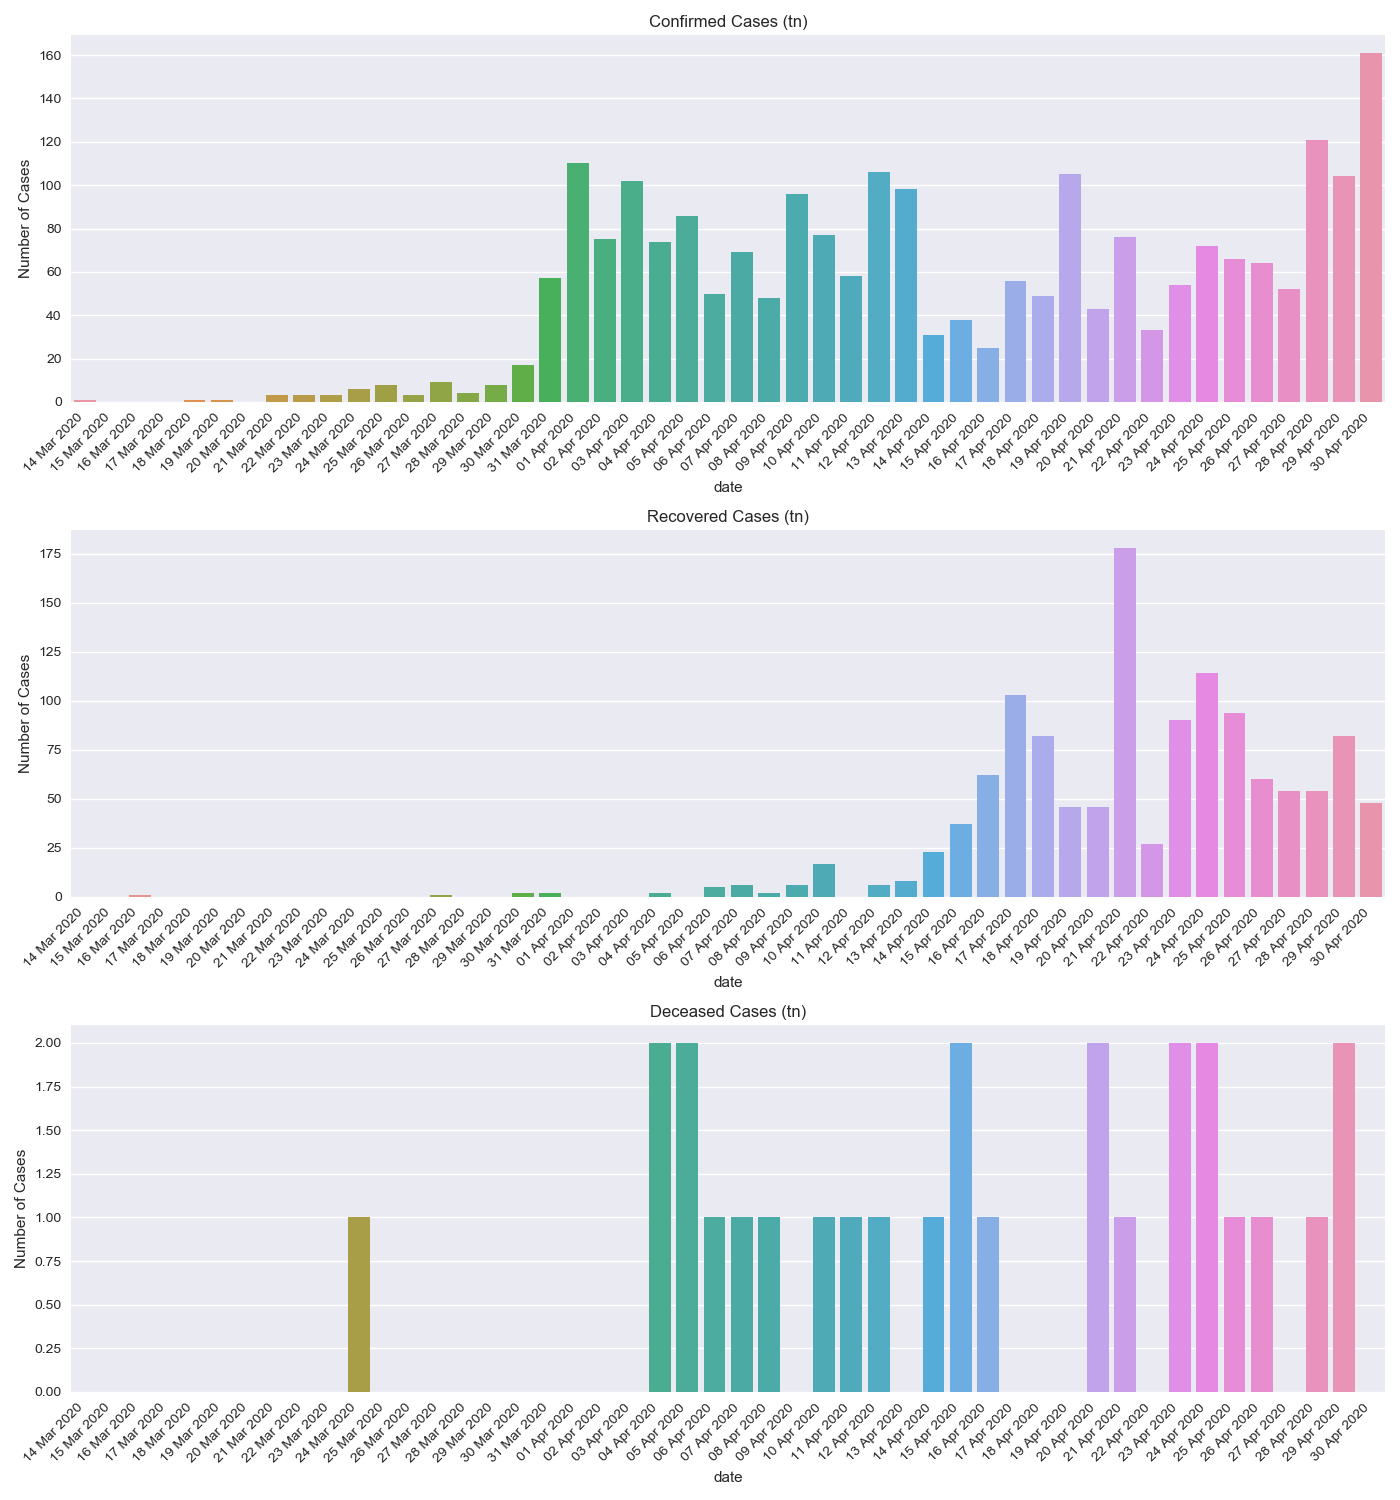 Confirmed Cases (tn)
160
140
120
100
80
60
40
20
0
Number of Cases
14 Mar 2020
15 Mar 2020
16 Mar 2020
17 Mar 2020
18 Mar 2020
19 Mar 2020
20 Mar 2020
21 Mar 2020
22 Mar 2020
23 Mar 2020
24 Mar 2020
25 Mar 2020
26 Mar 2020
27 Mar 2020
28 Mar 2020
29 Mar 2020
30 Mar 2020
31 Mar 2020
01 Apr 2020
02 Apr 2020
03 Apr 2020
04 Apr 2020
05 Apr 2020
06 Apr 2020
07 Apr 2020
08 Apr 2020
09 Apr 2020
10 Apr 2020
11 Apr 2020
12 Apr 2020
13 Apr 2020
14 Apr 2020
15 Apr 2020
16 Apr 2020
17 Apr 2020
18 Apr 2020
19 Apr 2020
20 Apr 2020
21 Apr 2020
22 Apr 2020
23 Apr 2020
24 Apr 2020
25 Apr 2020
26 Apr 2020
27 Apr 2020
28 Apr 2020
29 Apr 2020
30 Apr 2020
date
Recovered Cases (tn)
175
150
125
100
75
50
25
0
Number of Cases
14 Mar 2020
15 Mar 2020
16 Mar 2020
17 Mar 2020
18 Mar 2020
19 Mar 2020
20 Mar 2020
21 Mar 2020
22 Mar 2020
23 Mar 2020
24 Mar 2020
25 Mar 2020
26 Mar 2020
27 Mar 2020
28 Mar 2020
29 Mar 2020
30 Mar 2020
31 Mar 2020
01 Apr 2020
02 Apr 2020
03 Apr 2020
04 Apr 2020
05 Apr 2020
06 Apr 2020
07 Apr 2020
08 Apr 2020
09 Apr 2020
10 Apr 2020
11 Apr 2020
12 Apr 2020
13 Apr 2020
14 Apr 2020
15 Apr 2020
16 Apr 2020
17 Apr 2020
18 Apr 2020
19 Apr 2020
20 Apr 2020
21 Apr 2020
22 Apr 2020
23 Apr 2020
24 Apr 2020
25 Apr 2020
26 Apr 2020
27 Apr 2020
28 Apr 2020
29 Apr 2020
30 Apr 2020
date
Deceased Cases (tn)
2.00
1.75
1.50
1.25
1.00
0.75
0.50
0.25
0.00
Number of Cases
14 Mar 2020
15 Mar 2020
16 Mar 2020
17 Mar 2020
18 Mar 2020
19 Mar 2020
20 Mar 2020
21 Mar 2020
22 Mar 2020
23 Mar 2020
24 Mar 2020
25 Mar 2020
26 Mar 2020
27 Mar 2020
28 Mar 2020
29 Mar 2020
30 Mar 2020
31 Mar 2020
01 Apr 2020
02 Apr 2020
03 Apr 2020
04 Apr 2020
05 Apr 2020
06 Apr 2020
07 Apr 2020
08 Apr 2020
09 Apr 2020
10 Apr 2020
11 Apr 2020
12 Apr 2020
13 Apr 2020
14 Apr 2020
15 Apr 2020
16 Apr 2020
17 Apr 2020
18 Apr 2020
19 Apr 2020
20 Apr 2020
21 Apr 2020
22 Apr 2020
23 Apr 2020
24 Apr 2020
25 Apr 2020
26 Apr 2020
27 Apr 2020
28 Apr 2020
29 Apr 2020
30 Apr 2020
date